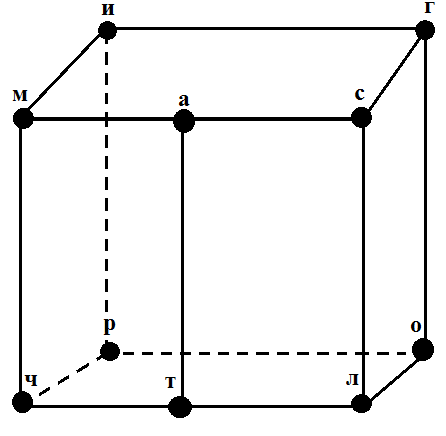 и г
м а с
р о
ч т л